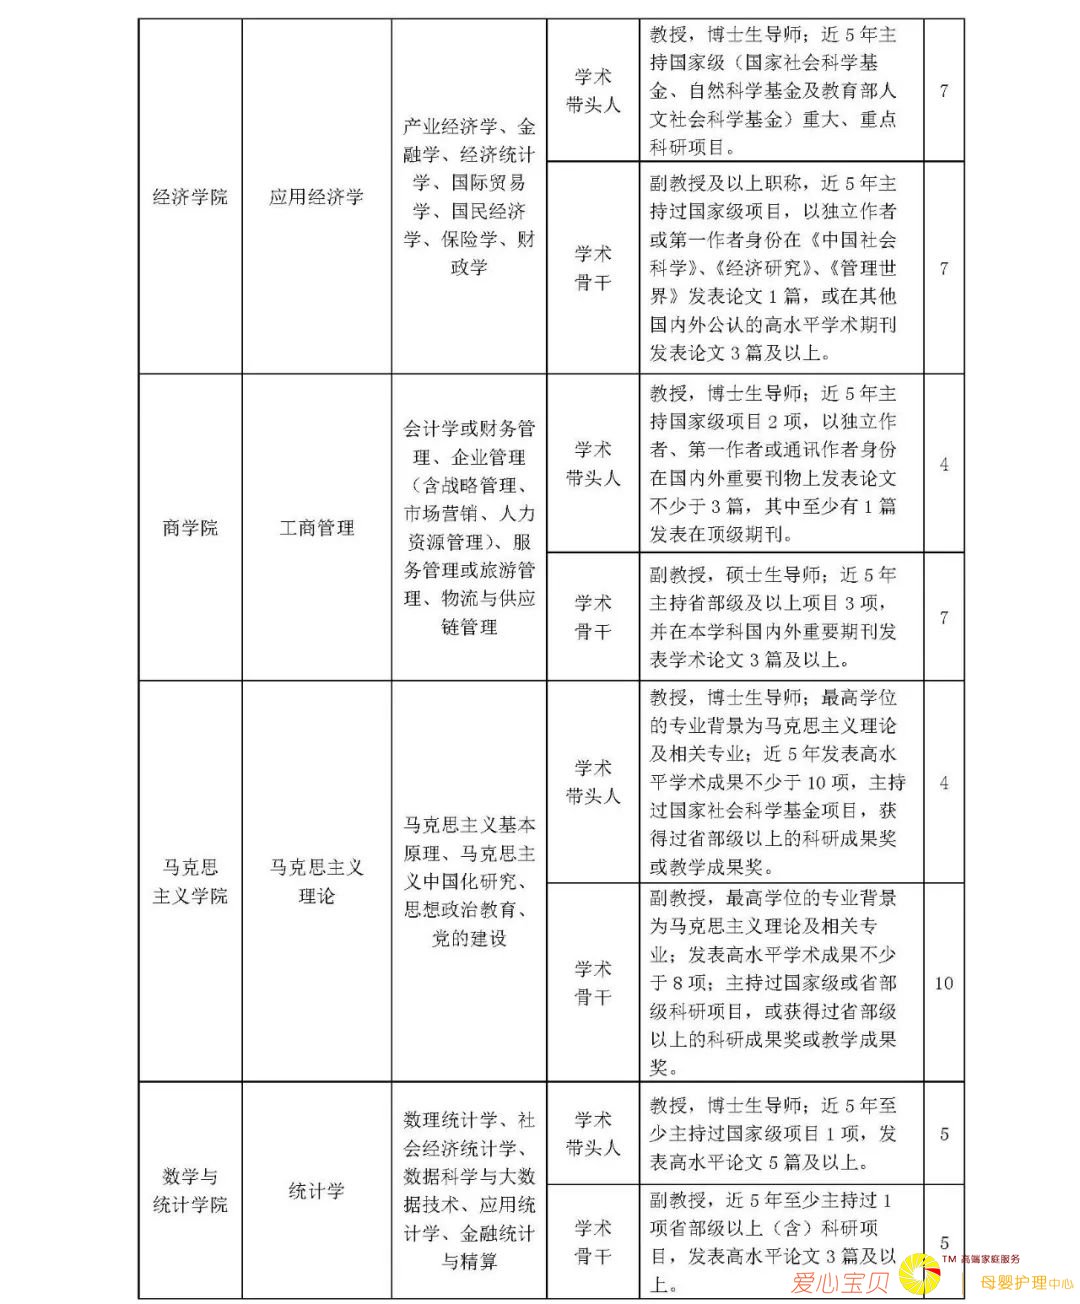 经济学院
应用经济学
产业经济学、金
融学、经济统计
学、国际贸易
学、国民经济
学、保险学、财
政学
学术
带头人
教授，博士生导师；近 5 年主
持国家级（国家社会科学基
金、自然科学基金及教育部人
文社会科学基金）重大、重点
科研项目。
7
学术
骨干
副教授及以上职称，近 5 年主
持过国家级项目，以独立作者
或第一作者身份在《中国社会
科学》、《经济研究》、《管理世
界》发表论文 1 篇，或在其他
国内外公认的高水平学术期刊
发表论文 3 篇及以上。
7
商学院
工商管理
会计学或财务管
理、企业管理
（含战略管理、
市场营销、人力
资源管理）、服
务管理或旅游管
理、物流与供应
链管理
学术
带头人
教授，博士生导师；近 5 年主
持国家级项目 2 项，以独立作
者、第一作者或通讯作者身份
在国内外重要刊物上发表论文
不少于 3 篇，其中至少有 1 篇
发表在顶级期刊。
4
学术
骨干
副教授，硕士生导师；近 5 年
主持省部级及以上项目 3 项，
并在本学科国内外重要期刊发
表学术论文 3 篇及以上。
7
马克思
主义学院
马克思主义
理论
马克思主义基本
原理、马克思主
义中国化研究、
思想政治教育、
党的建设
学术
带头人
教授，博士生导师；最高学位
的专业背景为马克思主义理论
及相关专业；近 5 年发表高水
平学术成果不少于 10 项，主持
过国家社会科学基金项目，获
得过省部级以上的科研成果奖
或教学成果奖。
4
学术
骨干
副教授，最高学位的专业背景
为马克思主义理论及相关专
业；发表高水平学术成果不少
于 8 项；主持过国家级或省部
级科研项目，或获得过省部级
以上的科研成果奖或教学成果
奖。
10
数学与
统计学院
统计学
数理统计学、社
会经济统计学、
数据科学与大数
据技术、应用统
计学、金融统计
与精算
学术
带头人
教授，博士生导师；近 5 年至
少主持过国家级项目 1 项，发
表高水平论文 5 篇及以上。
5
学术
骨干
副教授，近 5 年至少主持过 1
项省部级以上（含）科研项
目，发表高水平论文 3 篇及以
上。
5
爱心宝贝
TM 高端家庭服务
母婴护理中心